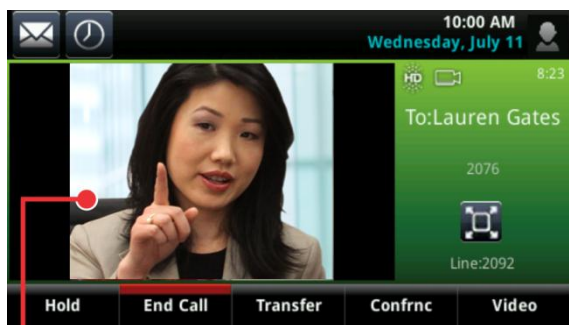 10:00 AM
Wednesday, July 11
HD
8:23
To:Lauren Gates
2076
Line:2092
Hold
End Call
Transfer
Confrnc
Video